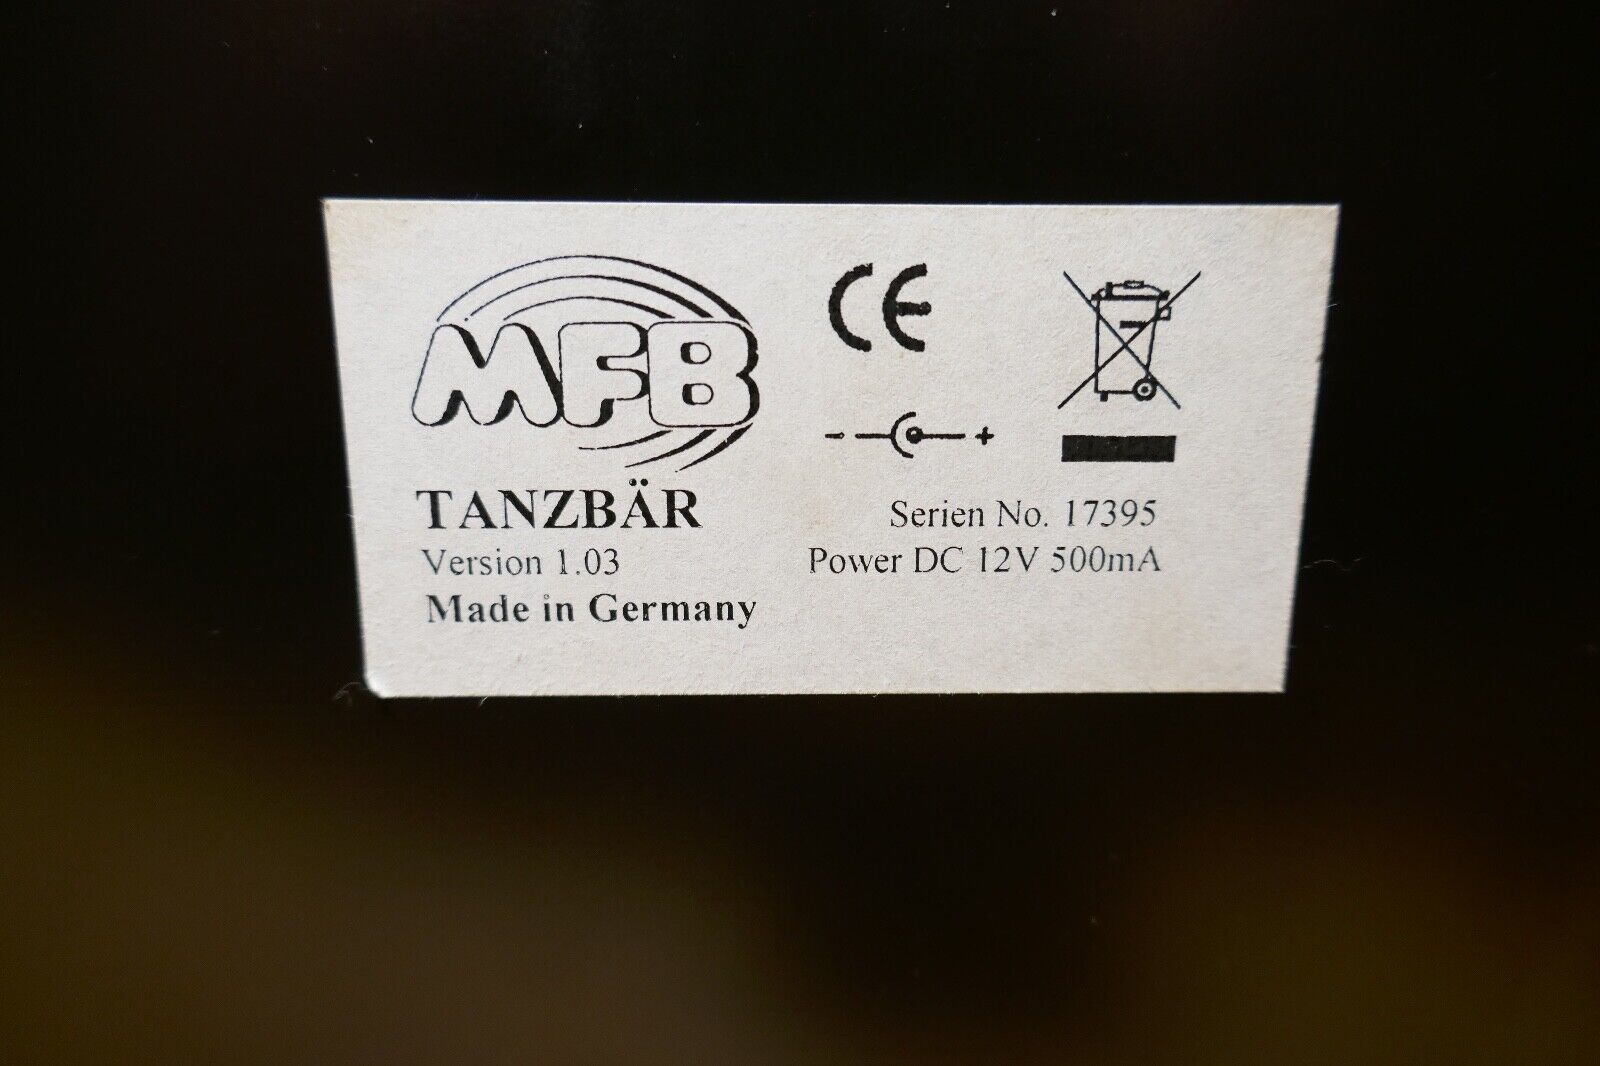 MFB
CE
- +
TANZBÄR
Version 1.03
Made in Germany
Serien No. 17395
Power DC 12V 500mA